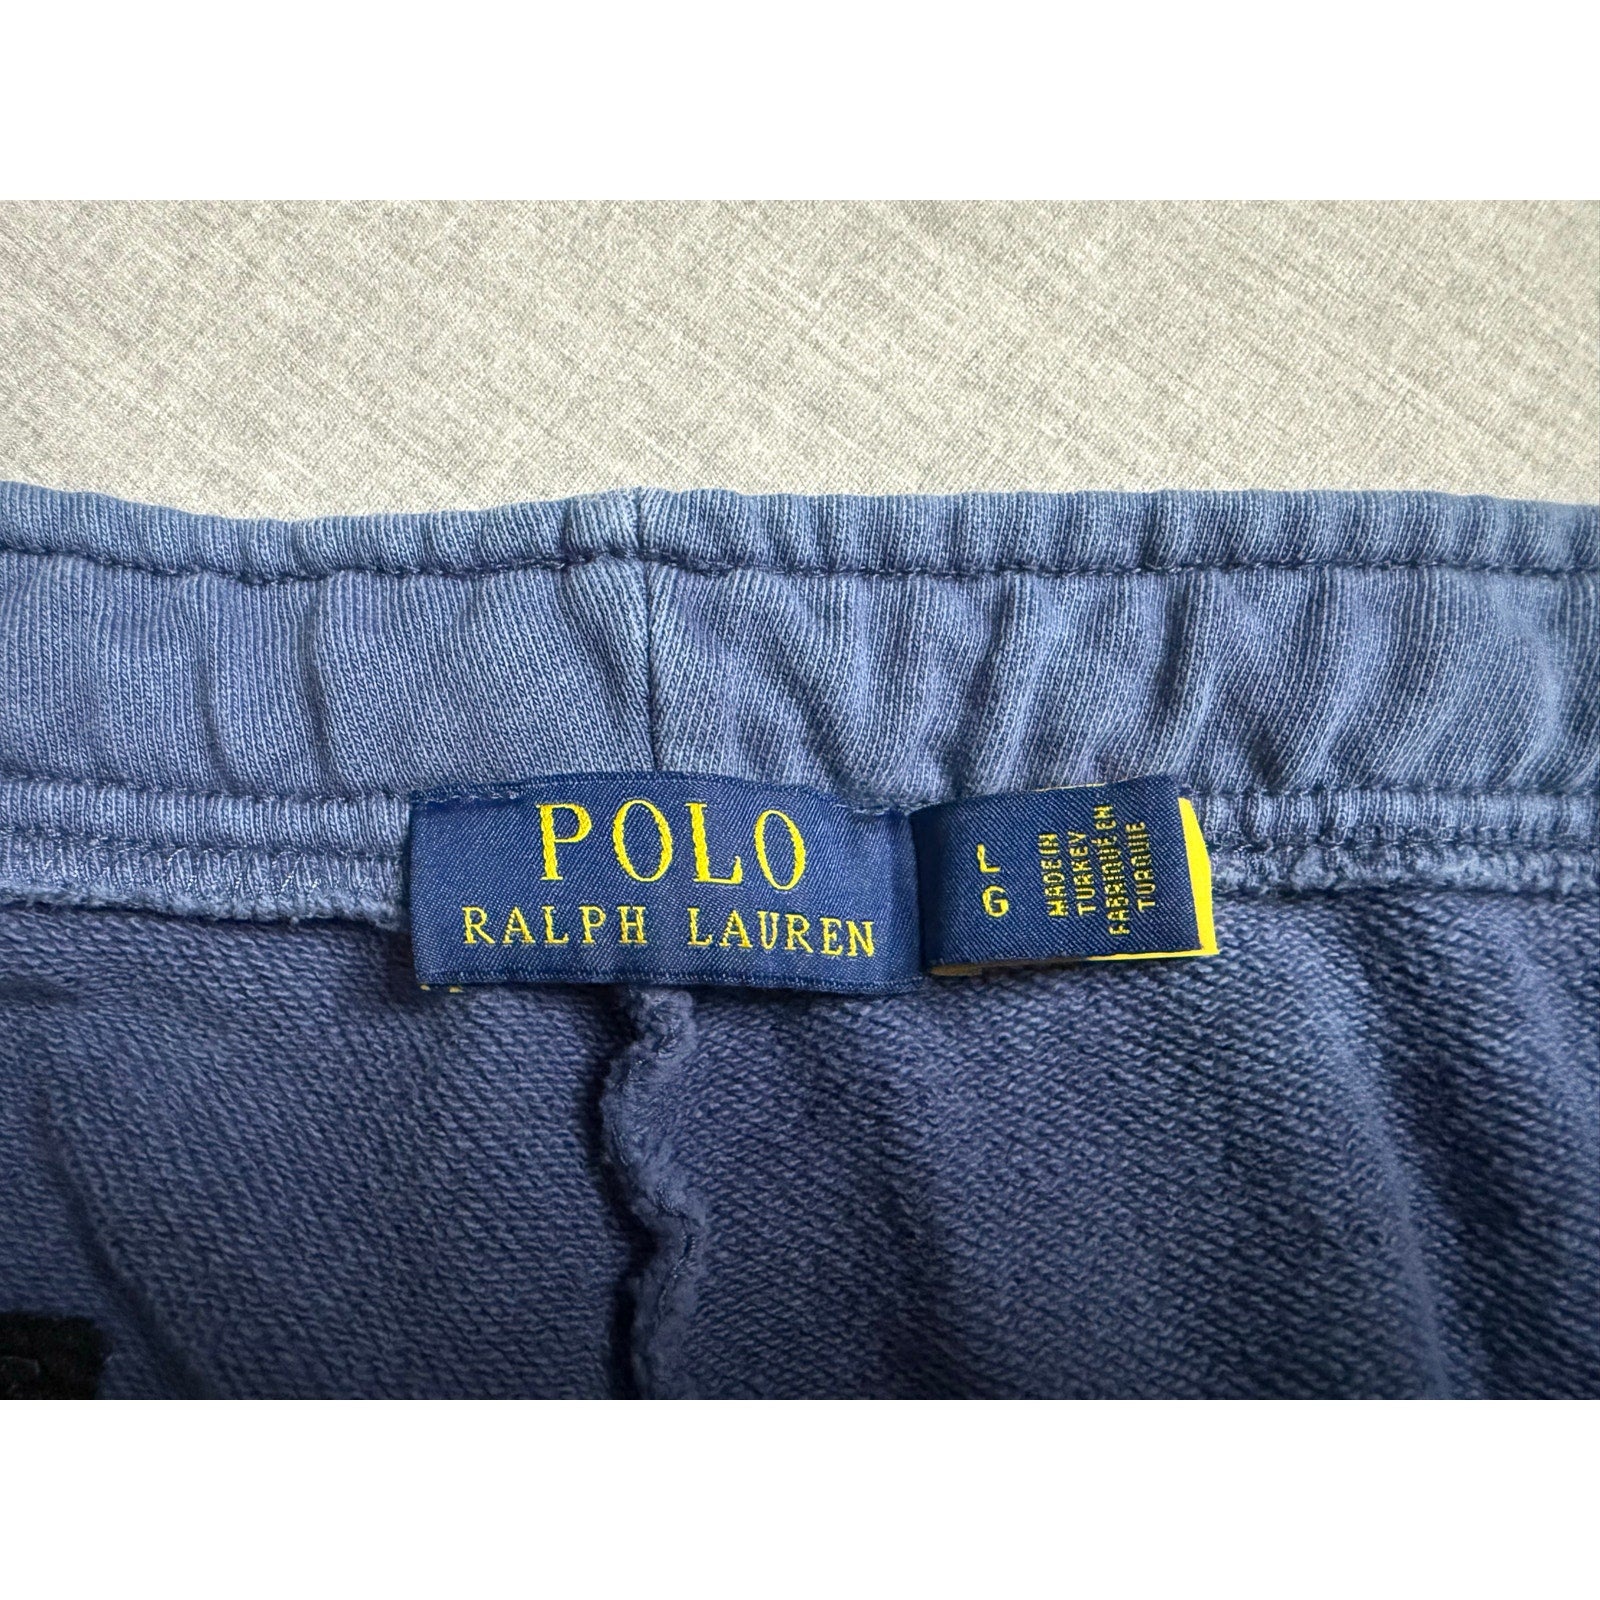 POLO
RALPH LAUREN
L
G
MADE IN
TURKEY
FABRIQUÉ EN
TURQUIE